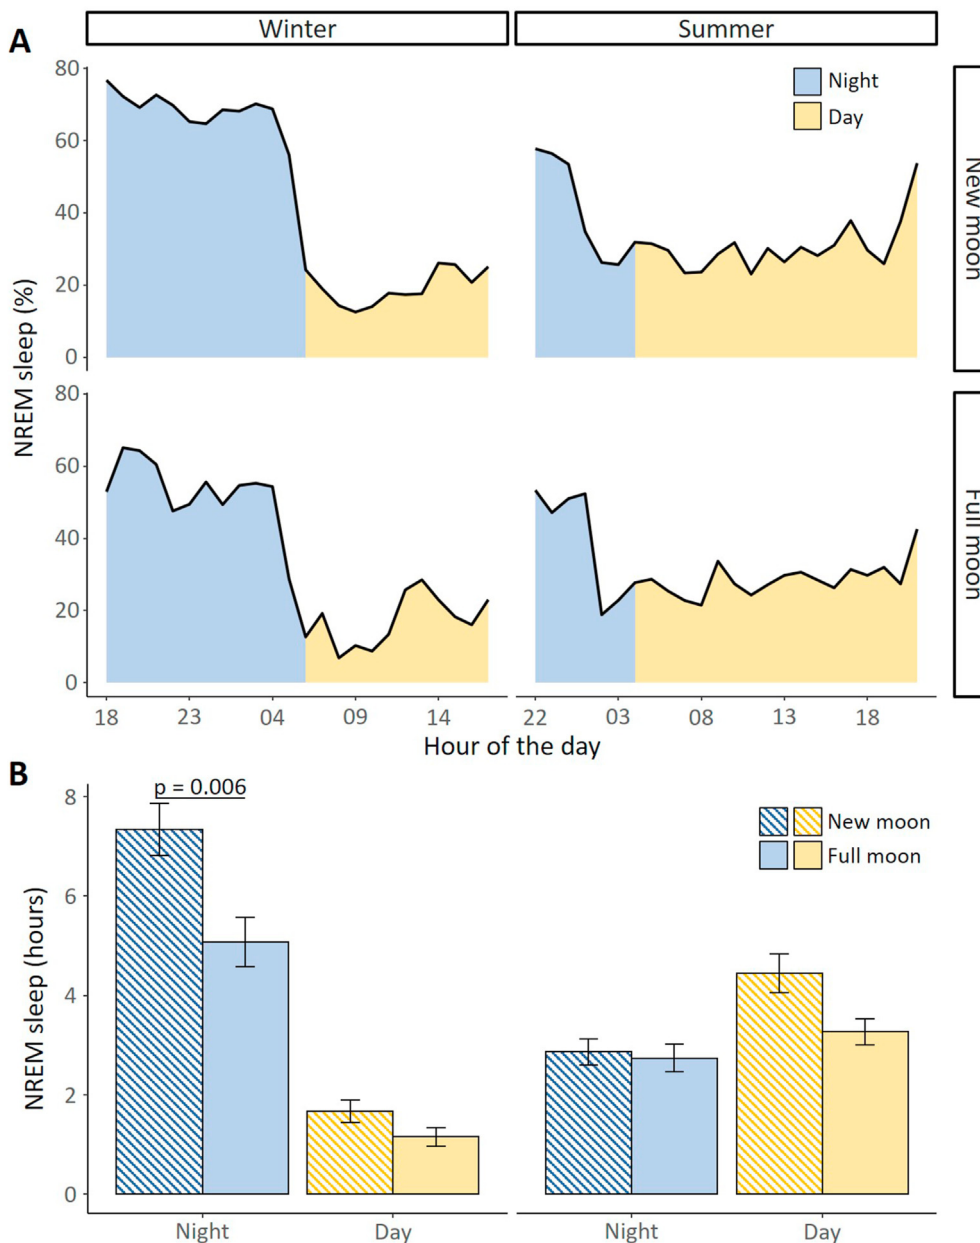 A
Winter
Summer
80
60
40
20
0
Night
Day
New moon
80
60
40
20
0
Full moon
NREM sleep (%)
18
23
04
09
14
22
03
08
13
18
Hour of the day
B
p = 0.006
8
6
4
2
0
NREM sleep (hours)
New moon
Full moon
Night
Day
Night
Day